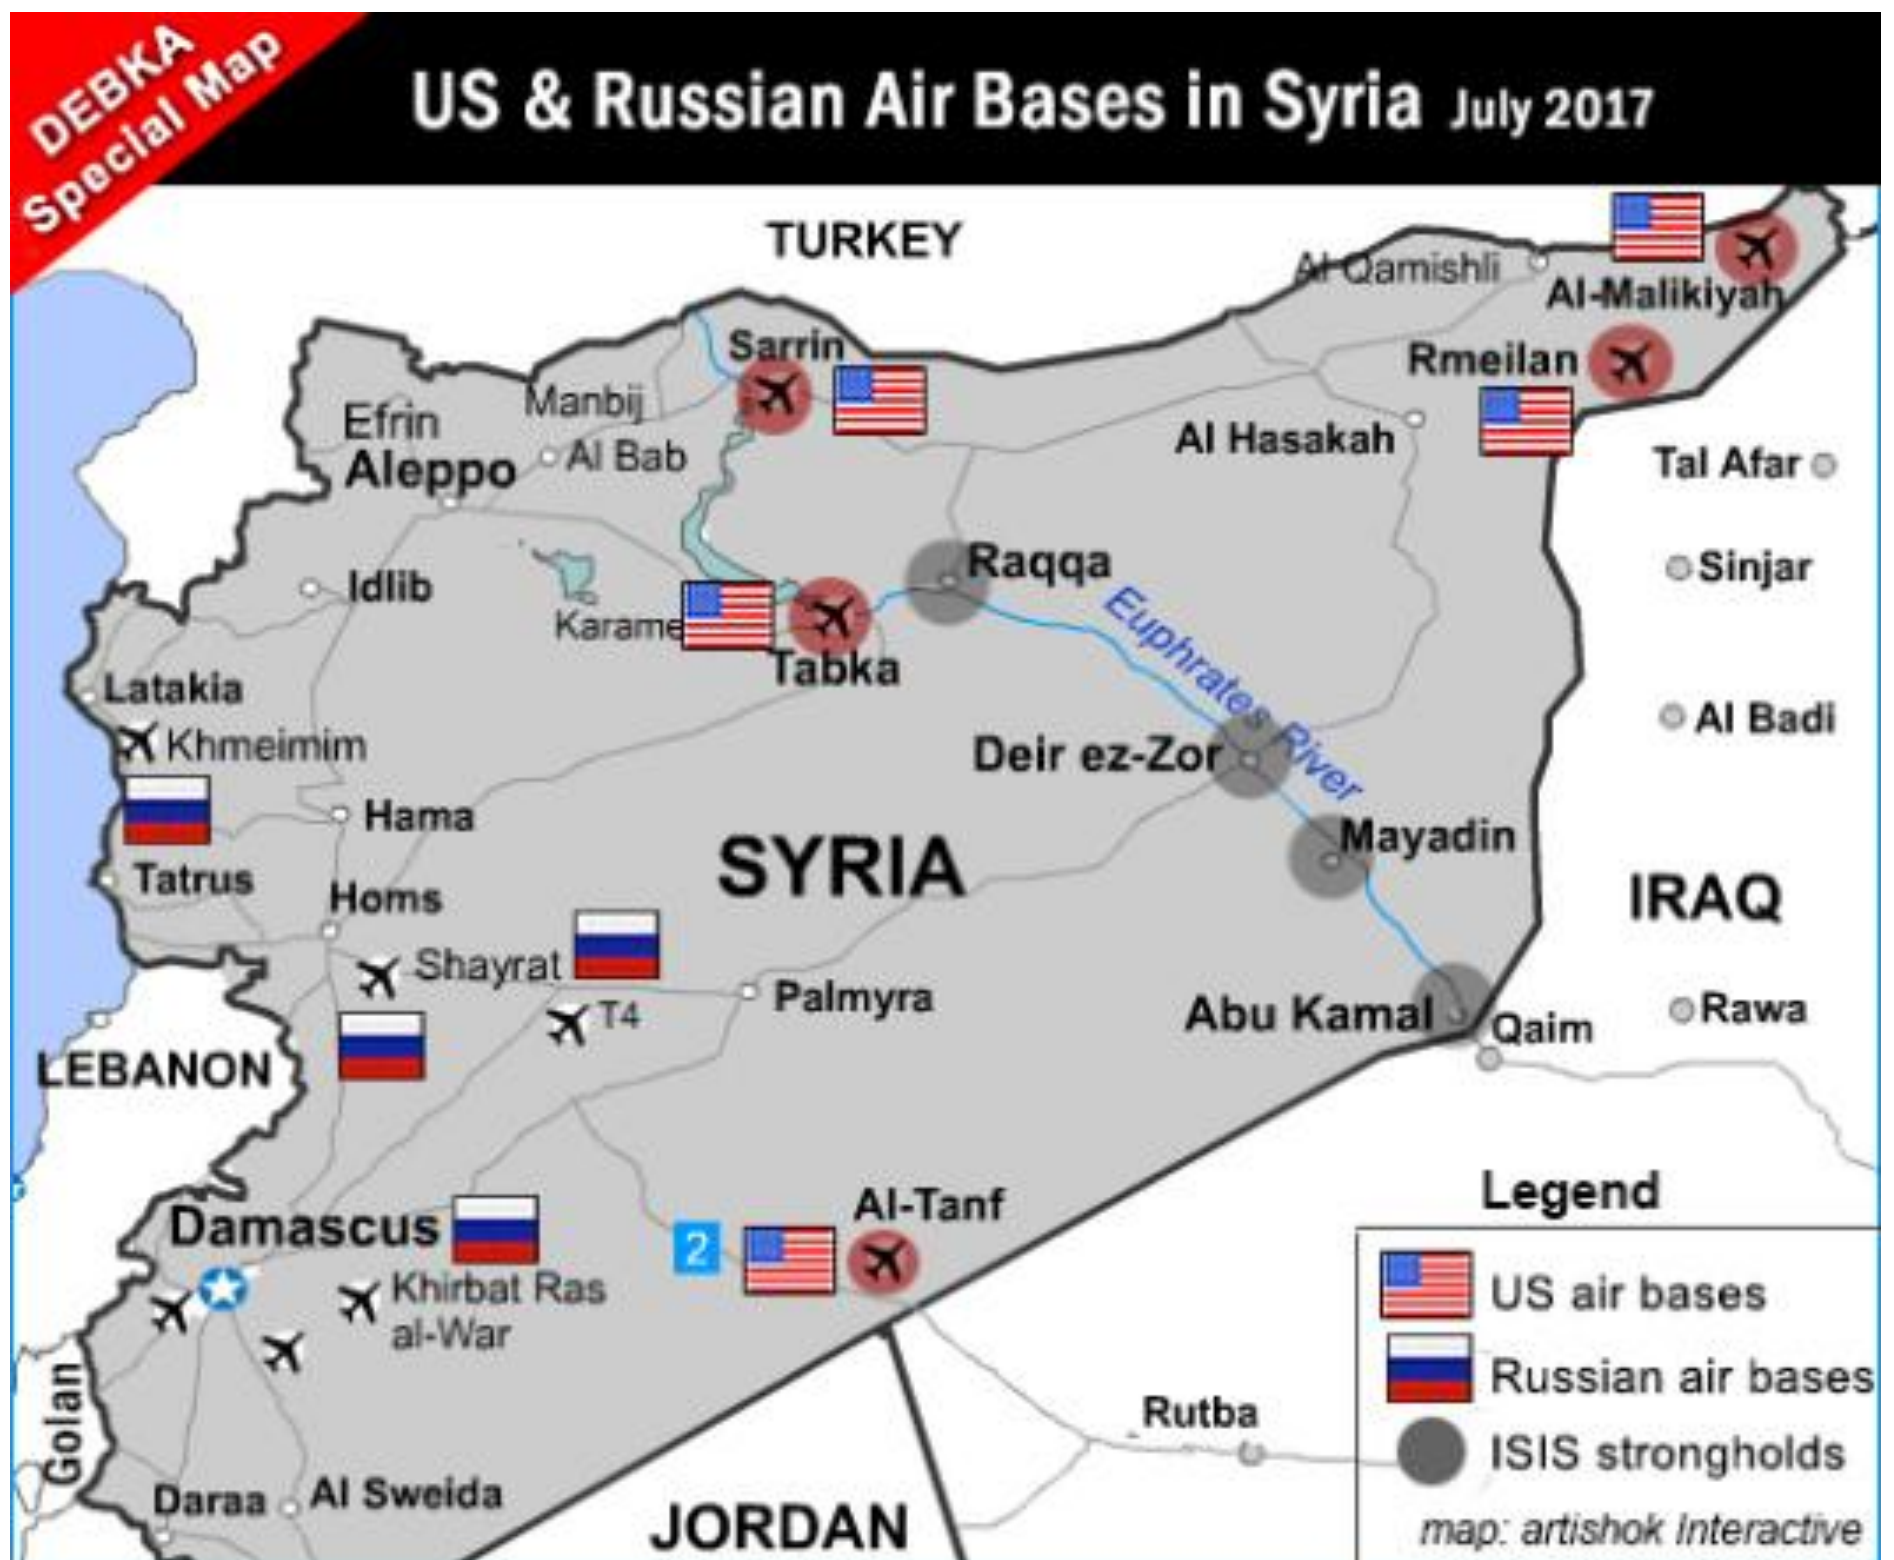 DEBKA
Special Map
US & Russian Air Bases in Syria July 2017
TURKEY
Al-Qamishli
Al-Malikiyah
Sarrin
Rmeilan
Manbij
Efrin
Al Hasakah
Aleppo
Al Bab
Tal Afar
Raqqa
Sinjar
Idlib
Karame
Euphrates River
Tabka
Latakia
Al Badi
Khmeimim
Deir ez-Zor
Hama
Mayadin
SYRIA
Tatrus
Homs
IRAQ
Shayrat
Palmyra
T4
Abu Kamal
Rawa
Qaim
LEBANON
Legend
Al-Tanf
Damascus
2
Khirbat Ras
al-War
US air bases
Russian air bases
Golan
Rutba
ISIS strongholds
Daraa
Al Sweida
JORDAN
map: artishok Interactive